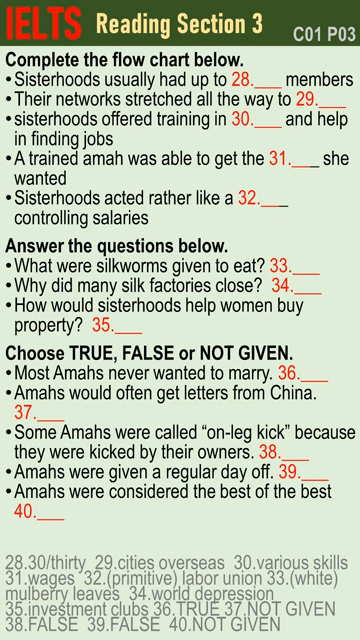 IELTS Reading Section 3 C01 P03
Complete the flow chart below.
•Sisterhoods usually had up to 28.___ members
•Their networks stretched all the way to 29.___
•sisterhoods offered training in 30.___ and help
in finding jobs
•A trained amah was able to get the 31.___ she
wanted
•Sisterhoods acted rather like a 32.___
controlling salaries
Answer the questions below.
•What were silkworms given to eat? 33.___
•Why did many silk factories close? 34.___
•How would sisterhoods help women buy
property? 35.___
Choose TRUE, FALSE or NOT GIVEN.
•Most Amahs never wanted to marry. 36.___
•Amahs would often get letters from China.
37.___
•Some Amahs were called “on-leg kick” because
they were kicked by their owners. 38.___
•Amahs were given a regular day off. 39.___
•Amahs were considered the best of the best
40.___
28.30/thirty 29.cities overseas 30.various skills
31.wages 32.(primitive) labor union 33.(white)
mulberry leaves 34.world depression
35.investment clubs 36.TRUE 37.NOT GIVEN
38.FALSE 39.FALSE 40.NOT GIVEN